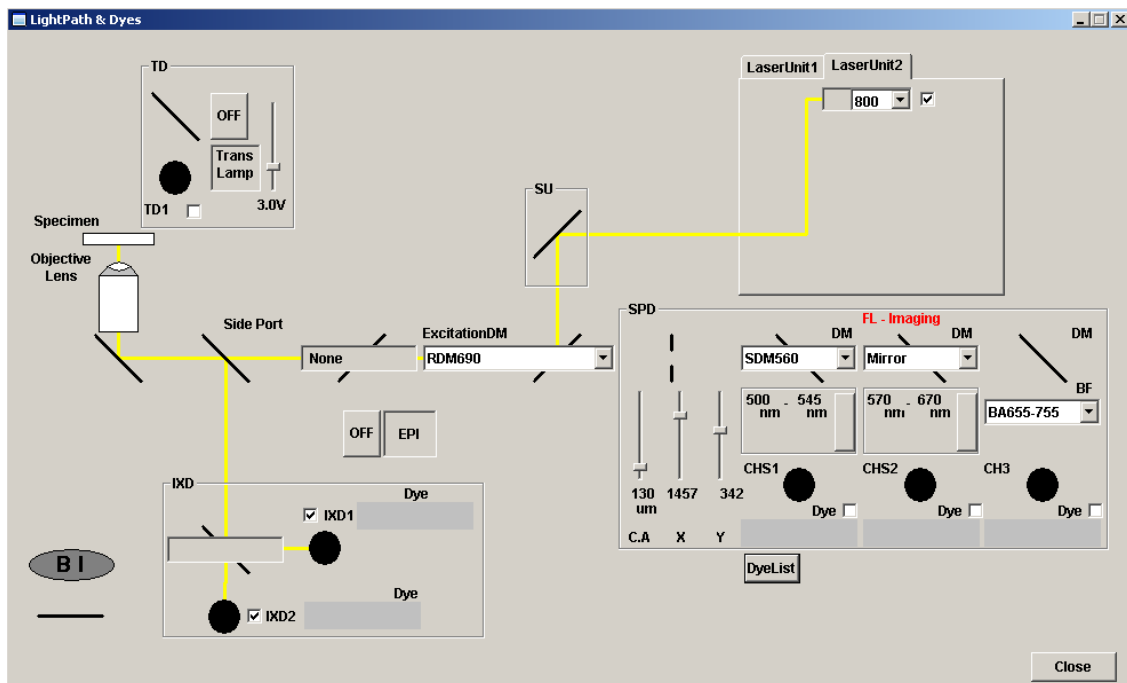 LightPath & Dyes
TD
OFF
Trans
Lamp
TD1
3.0V
LaserUnit1
LaserUnit2
800
SU
Specimen
Objective
Lens
Side Port
None
ExcitationDM
RDM690
OFF
EPI
SPD
FL - Imaging
DM
DM
DM
SDM560
Mirror
BF
BA655-755
500 - 545
nm nm
570 - 670
nm nm
CHS1
CHS2
CH3
130
um
1457
342
C.A
X
Y
Dye
Dye
Dye
DyeList
IXD
Dye
IXD1
Dye
IXD2
B I
Close